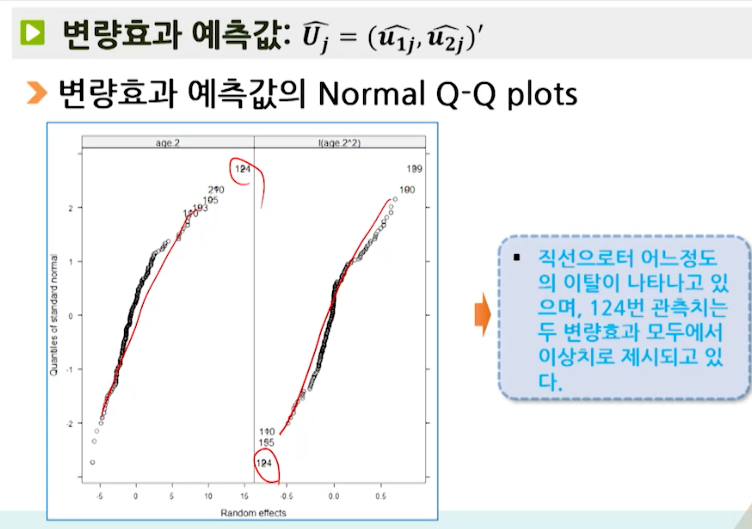 변량효과 예측값: $\widehat{U_j} = (\widehat{u_{1j}}, \widehat{u_{2j}})'$
변량효과 예측값의 Normal Q-Q plots
age.2 I(age.2^2)
124 199
210 190
195
193
110
2
1
0
-1
-2
Quantiles of standard normal
110
195
124
-5 0 5 10 15 -0.5 0.0 0.5
Random effects
직선으로터 어느정도
의 이탈이 나타나고 있
으며, 124번 관측치는
두 변량효과 모두에서
이상치로 제시되고 있
다.